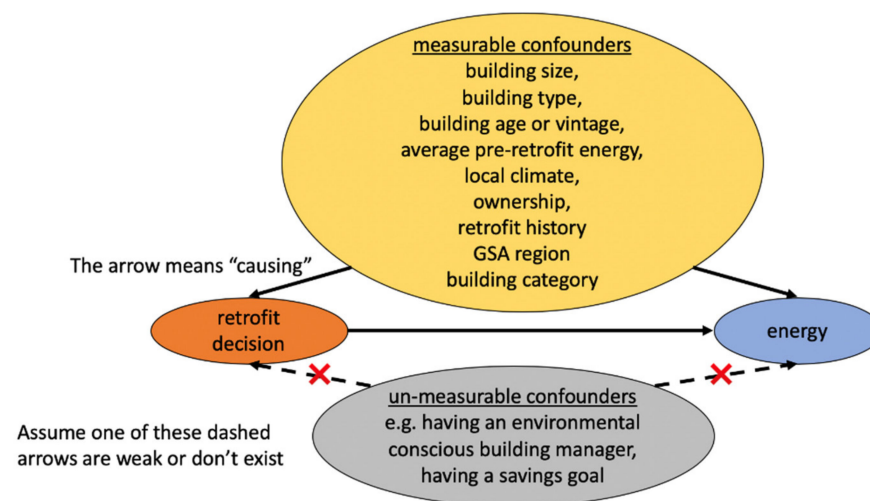 measurable confounders
building size,
building type,
building age or vintage,
average pre-retrofit energy,
local climate,
ownership,
retrofit history
GSA region
building category
The arrow means “causing”
retrofit
decision
energy
un-measurable confounders
e.g. having an environmental
conscious building manager,
having a savings goal
Assume one of these dashed
arrows are weak or don’t exist